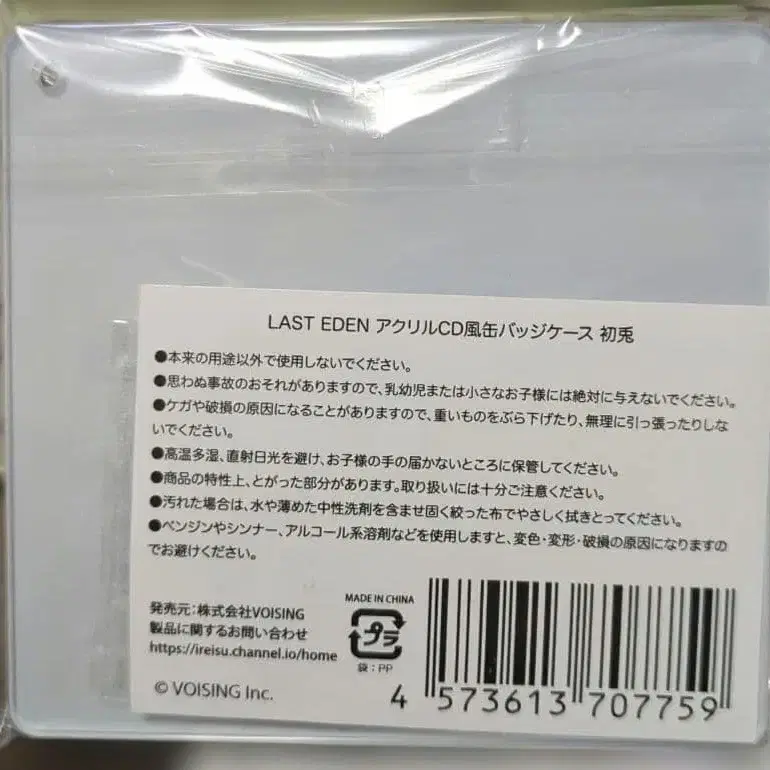 LAST EDEN アクリルCD風缶バッジケース 初兎
●本来の用途以外で使用しないでください。
●思わぬ事故のおそれがありますので、乳幼児または小さなお子様には絶対に与えないでください。
●ケガや破損の原因になることがありますので、重いものをぶら下げたり、無理に引っ張ったりしな
いでください。
●高温多湿、直射日光を避け、お子様の手の届かないところに保管してください。
●商品の特性上、とがった部分があります。取り扱いには十分ご注意ください。
●汚れた場合は、水や薄めた中性洗剤を含ませ固く絞った布でやさしく拭きとってください。
●ベンジンやシンナー、アルコール系溶剤などを使用しますと、変色・変形・破損の原因になりますの
でお避けください。
発売元:株式会社VOISING
製品に関するお問い合わせ
https://ireisu.channel.io/home
© VOISING Inc.
MADE IN CHINA
プラ
袋:PP
4 573613 707759